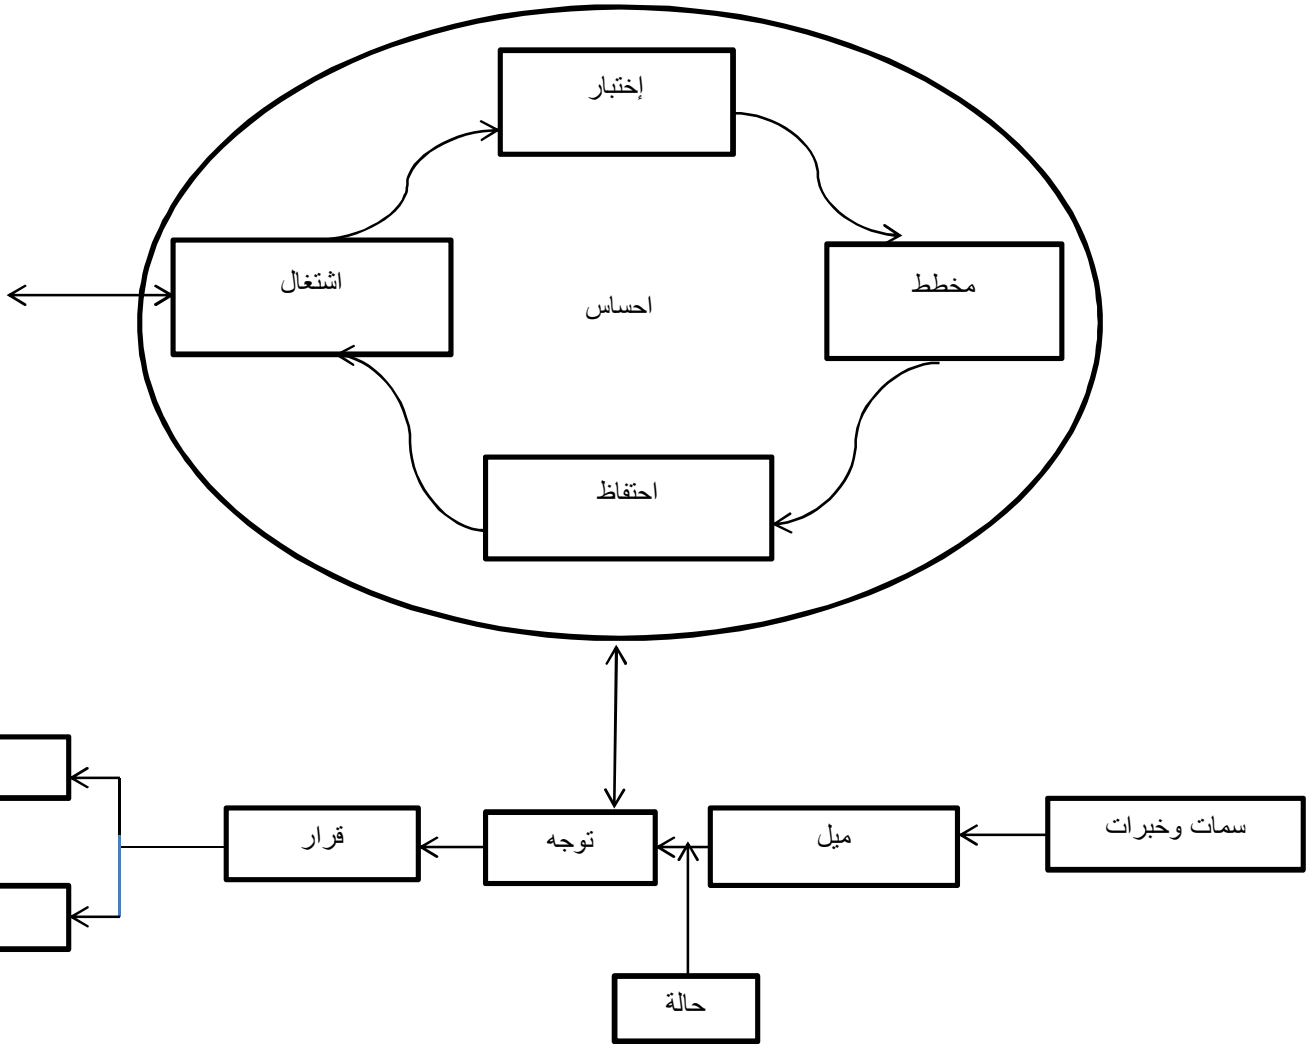 إختبار
مخطط
احساس
اشتغال
احتفاظ
سمات وخبرات
ميل
توجه
قرار
حالة